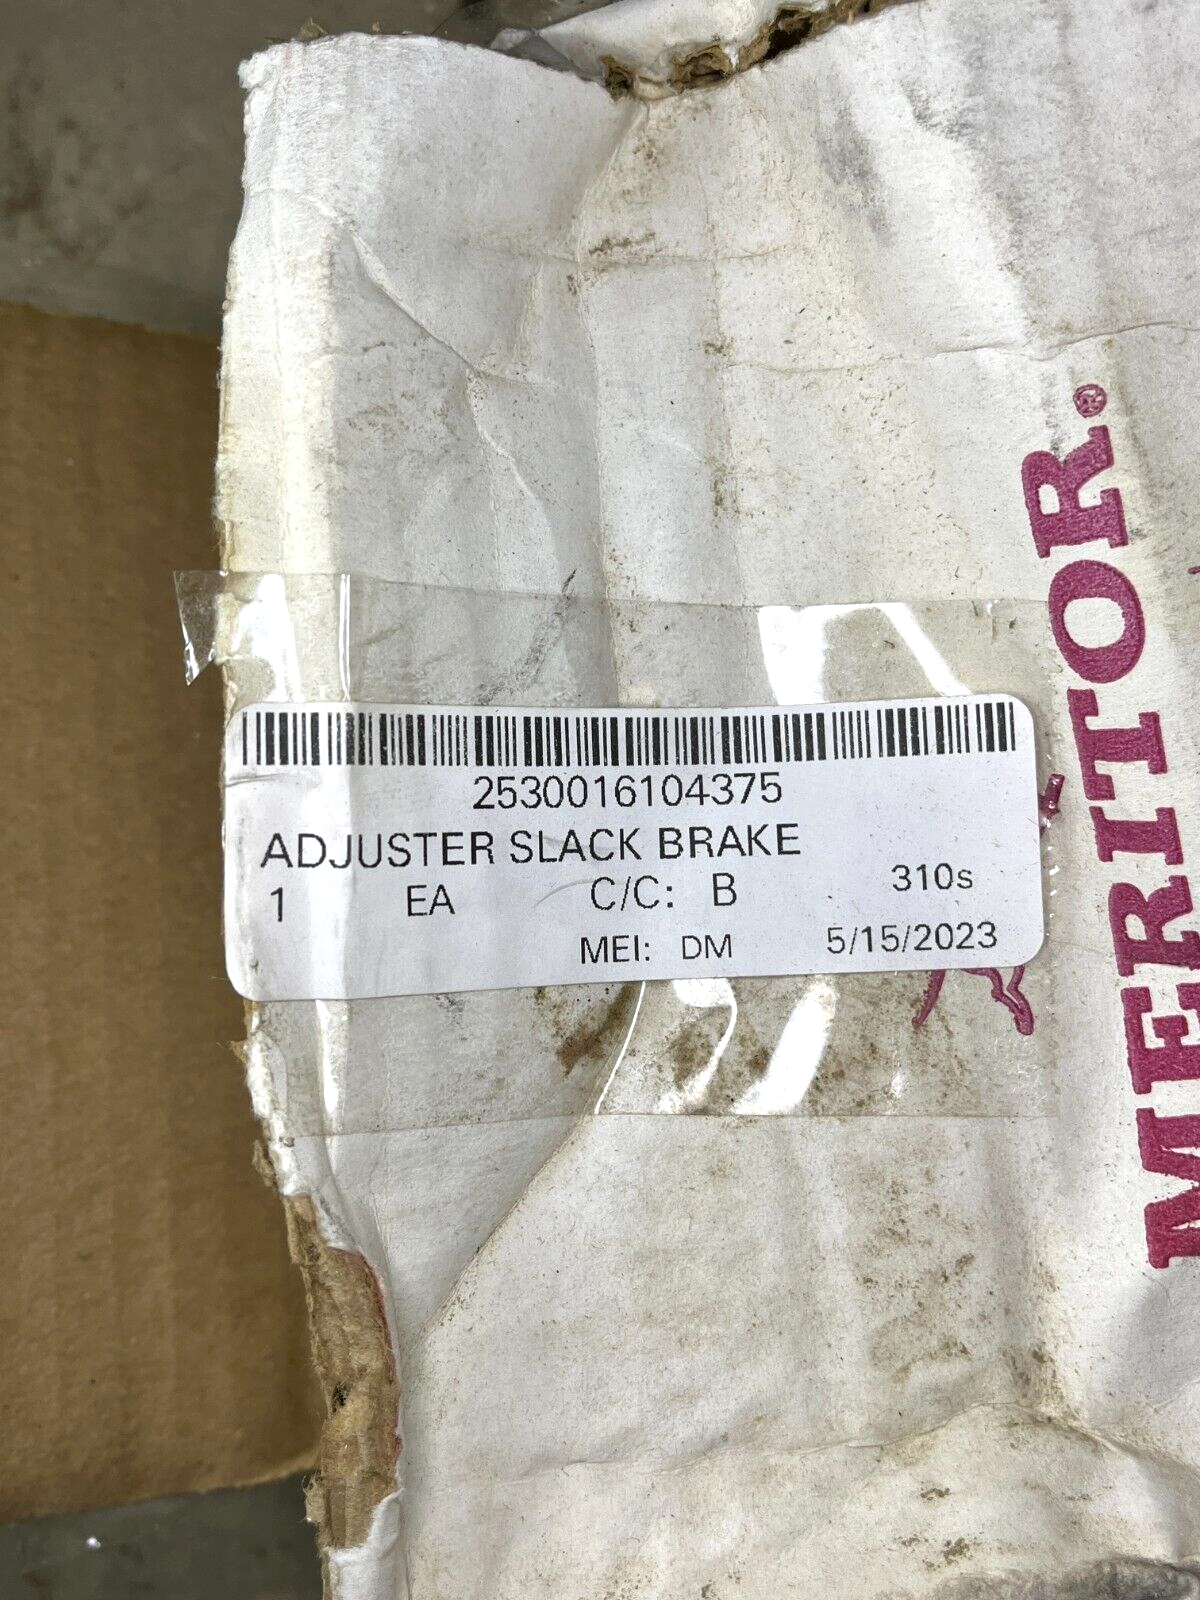 2530016104375
ADJUSTER SLACK BRAKE
1 EA C/C: B 310s
MEI: DM 5/15/2023
MERITOR.®